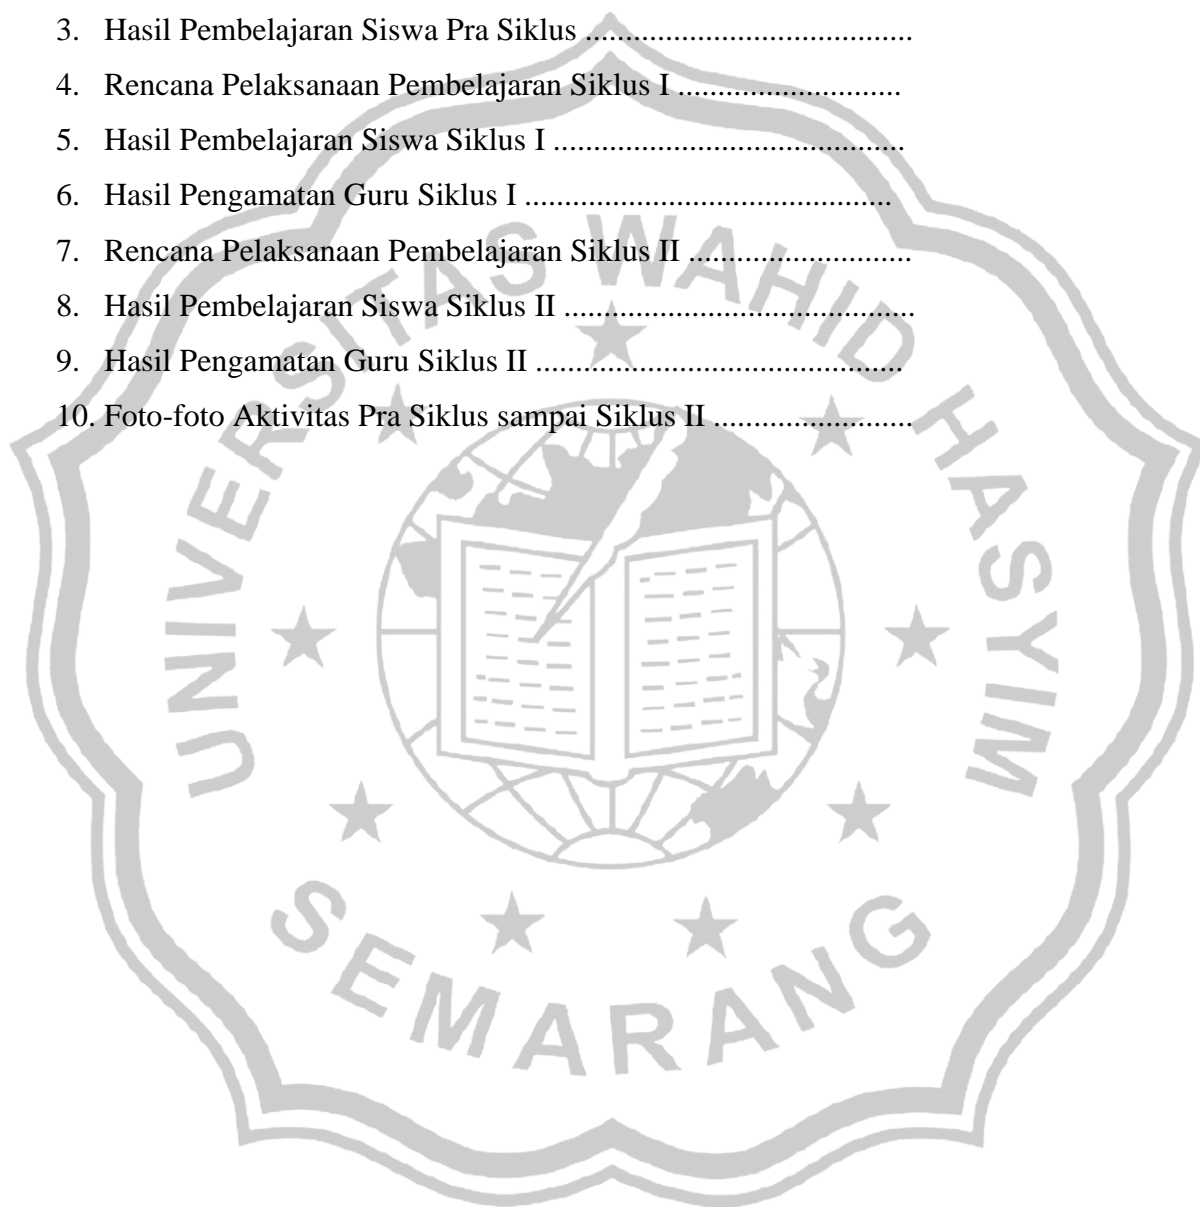 3. Hasil Pembelajaran Siswa Pra Siklus .........................................
4. Rencana Pelaksanaan Pembelajaran Siklus I ............................
5. Hasil Pembelajaran Siswa Siklus I ............................................
6. Hasil Pengamatan Guru Siklus I ..............................................
7. Rencana Pelaksanaan Pembelajaran Siklus II ............................
8. Hasil Pembelajaran Siswa Siklus II ............................................
9. Hasil Pengamatan Guru Siklus II ..............................................
10. Foto-foto Aktivitas Pra Siklus sampai Siklus II .........................
UNIVERSITAS WAHID HASYIM
SEMARANG